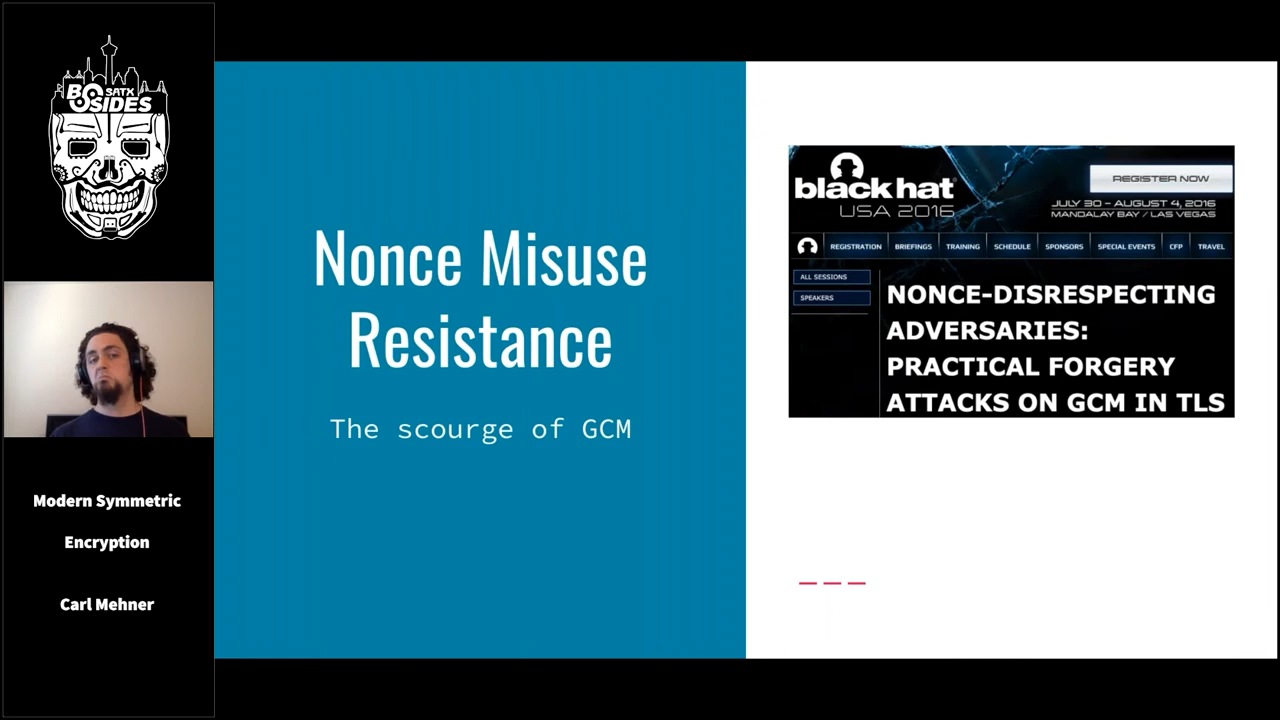 BSIDES
SATX
Modern Symmetric
Encryption
Carl Mehner
Nonce Misuse
Resistance
The scourge of GCM
black hat®
USA 2016
REGISTER NOW
JULY 30 - AUGUST 4, 2016
MANDALAY BAY / LAS VEGAS
REGISTRATION BRIEFINGS TRAINING SCHEDULE SPONSORS SPECIAL EVENTS CFP TRAVEL
ALL SESSIONS
SPEAKERS
NONCE-DISRESPECTING
ADVERSARIES:
PRACTICAL FORGERY
ATTACKS ON GCM IN TLS